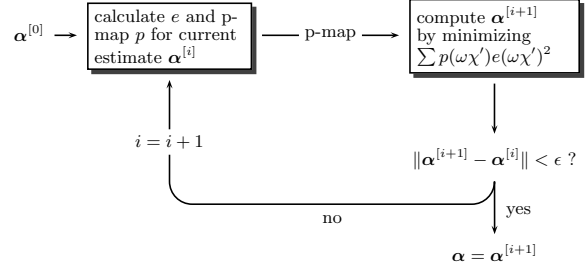 α^[0]
calculate e and p-
map p for current
estimate α^[i]
p-map
compute α^[i+1]
by minimizing
∑ p(ωχ′)e(ωχ′)²
i = i + 1
‖α^[i+1] − α^[i]‖ < ϵ ?
no
yes
α = α^[i+1]